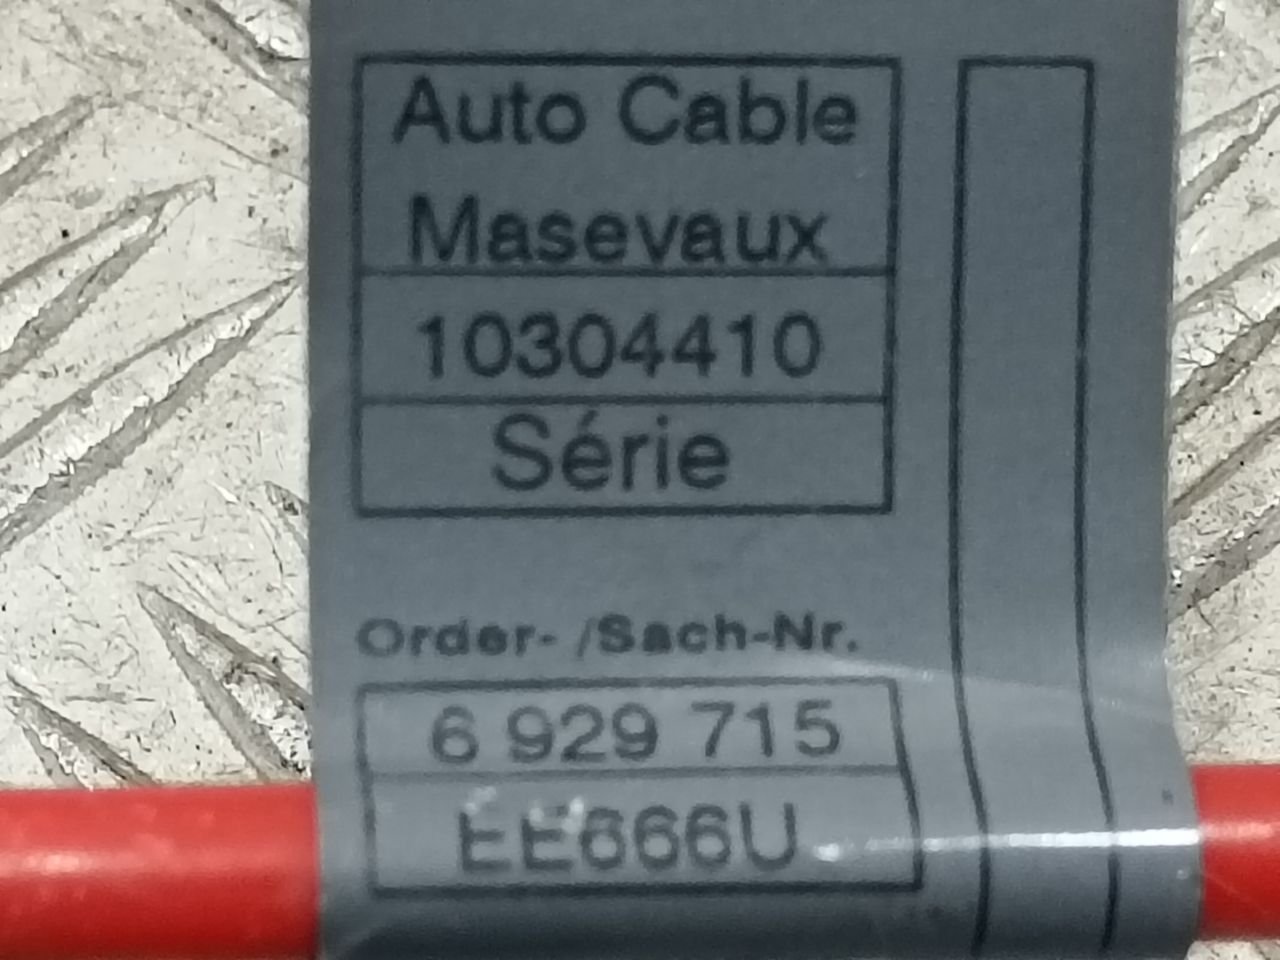 Auto Cable
Masevaux
10304410
Série
Order- /Sach-Nr.
6 929 715
EE666U